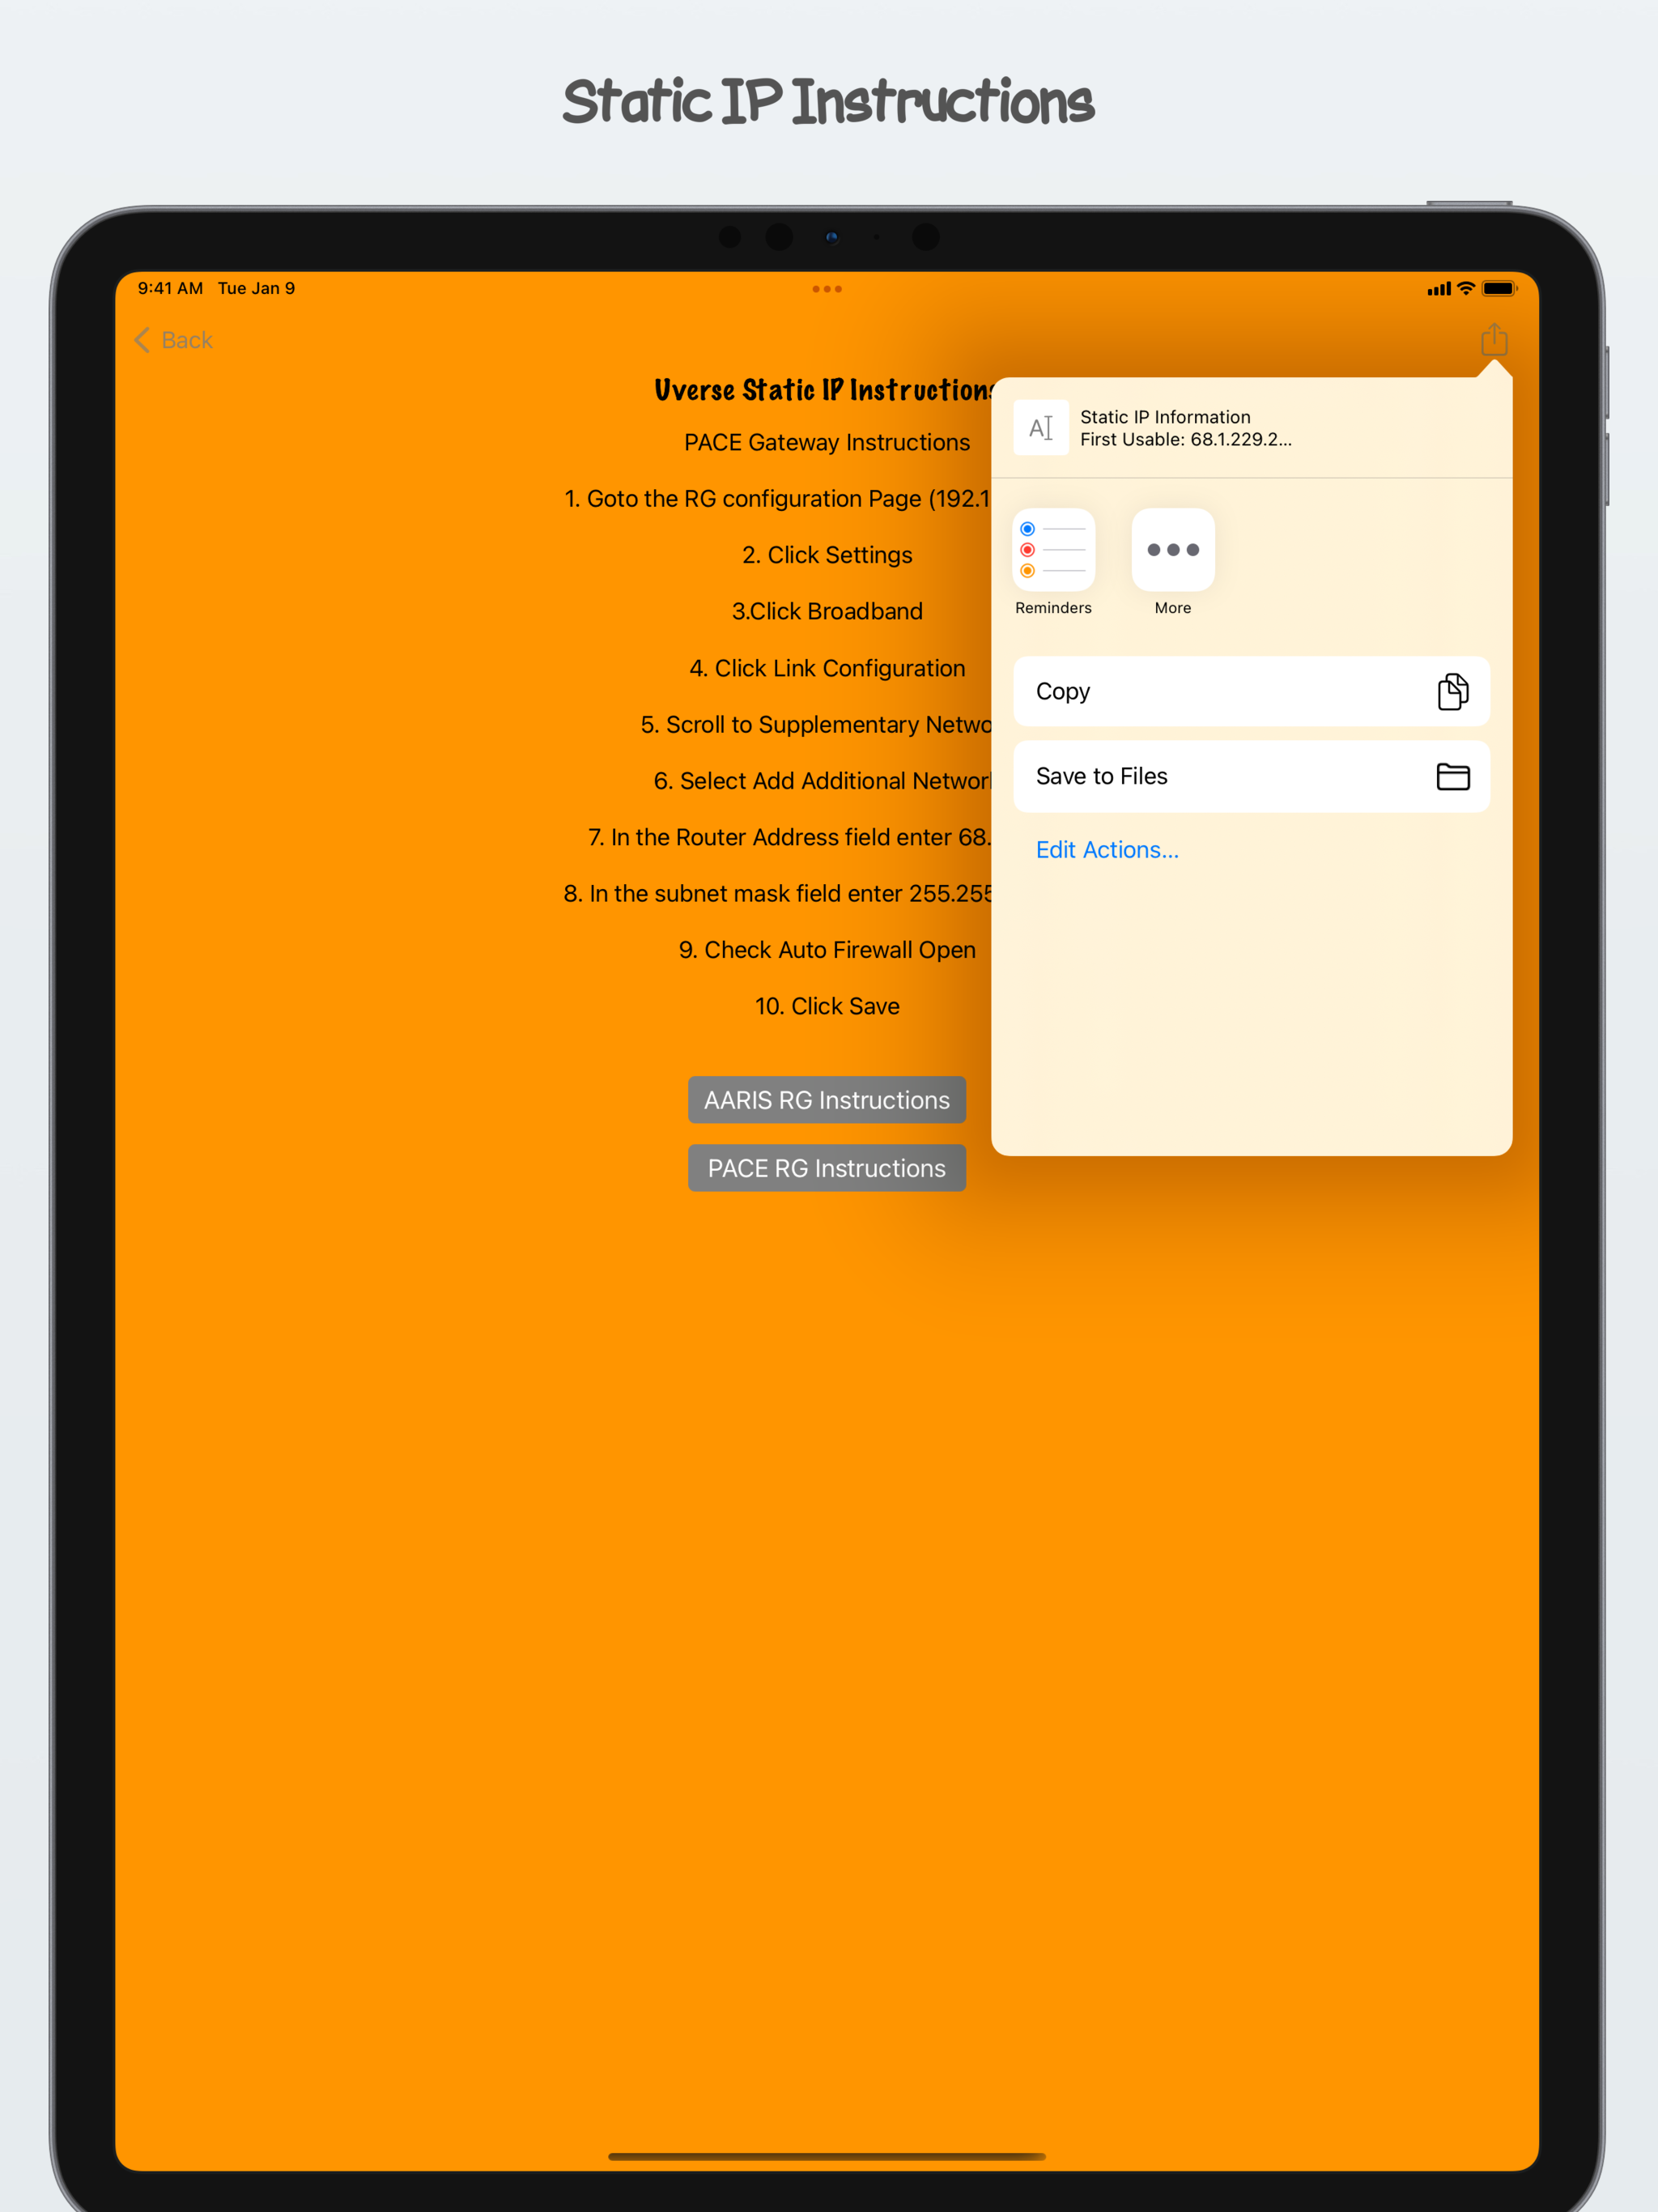 Static IP Instructions
9:41 AM Tue Jan 9
Back
Uverse Static IP Instructions
PACE Gateway Instructions
1. Goto the RG configuration Page (192.1
2. Click Settings
3.Click Broadband
4. Click Link Configuration
5. Scroll to Supplementary Netwo
6. Select Add Additional Network
7. In the Router Address field enter 68.
8. In the subnet mask field enter 255.255
9. Check Auto Firewall Open
10. Click Save
AARIS RG Instructions
PACE RG Instructions
AI
Static IP Information
First Usable: 68.1.229.2...
Reminders
More
Copy
Save to Files
Edit Actions...